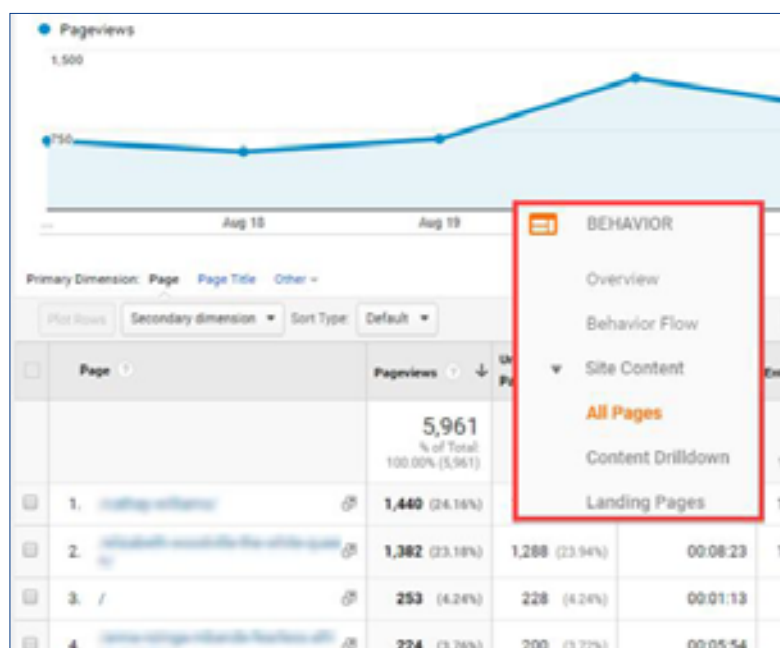 Pageviews
1,500
750
... Aug 18 Aug 19
BEHAVIOR
Overview
Behavior Flow
Site Content
All Pages
Content Drilldown
Landing Pages
Primary Dimension: Page Page Title Other
Plot Rows Secondary dimension Sort Type: Default
Page Pageviews
5,961
% of Total:
100.00% (5,961)
1. 1,440 (24.16%)
2. 1,382 (23.18%) 1,288 (23.94%) 00:08:23
3. / 253 (4.24%) 228 (4.24%) 00:01:13
4. 224 (3.76%) 200 (3.72%) 00:05:54